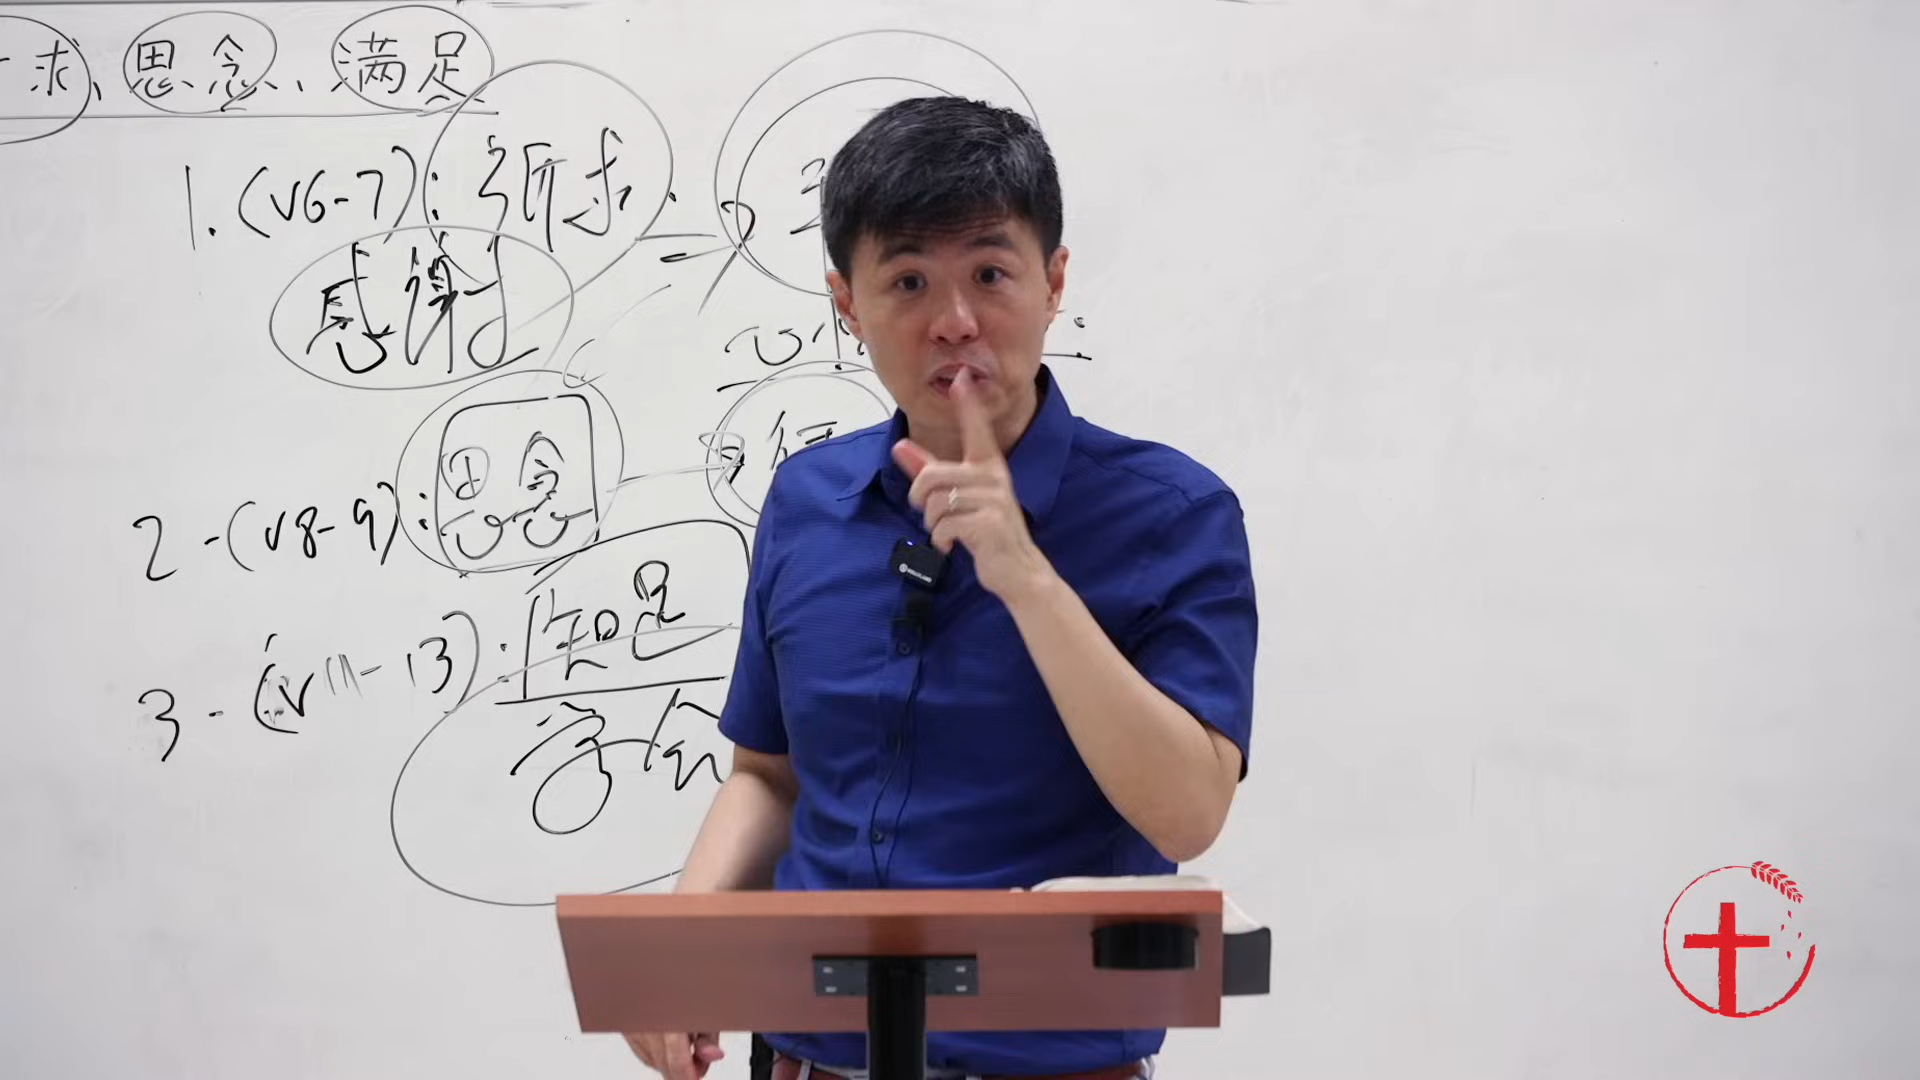 求、思念、满足
1.(v6-7):祈求.
感谢
2-(v8-9):思念
3-(v11-13):知足
学会